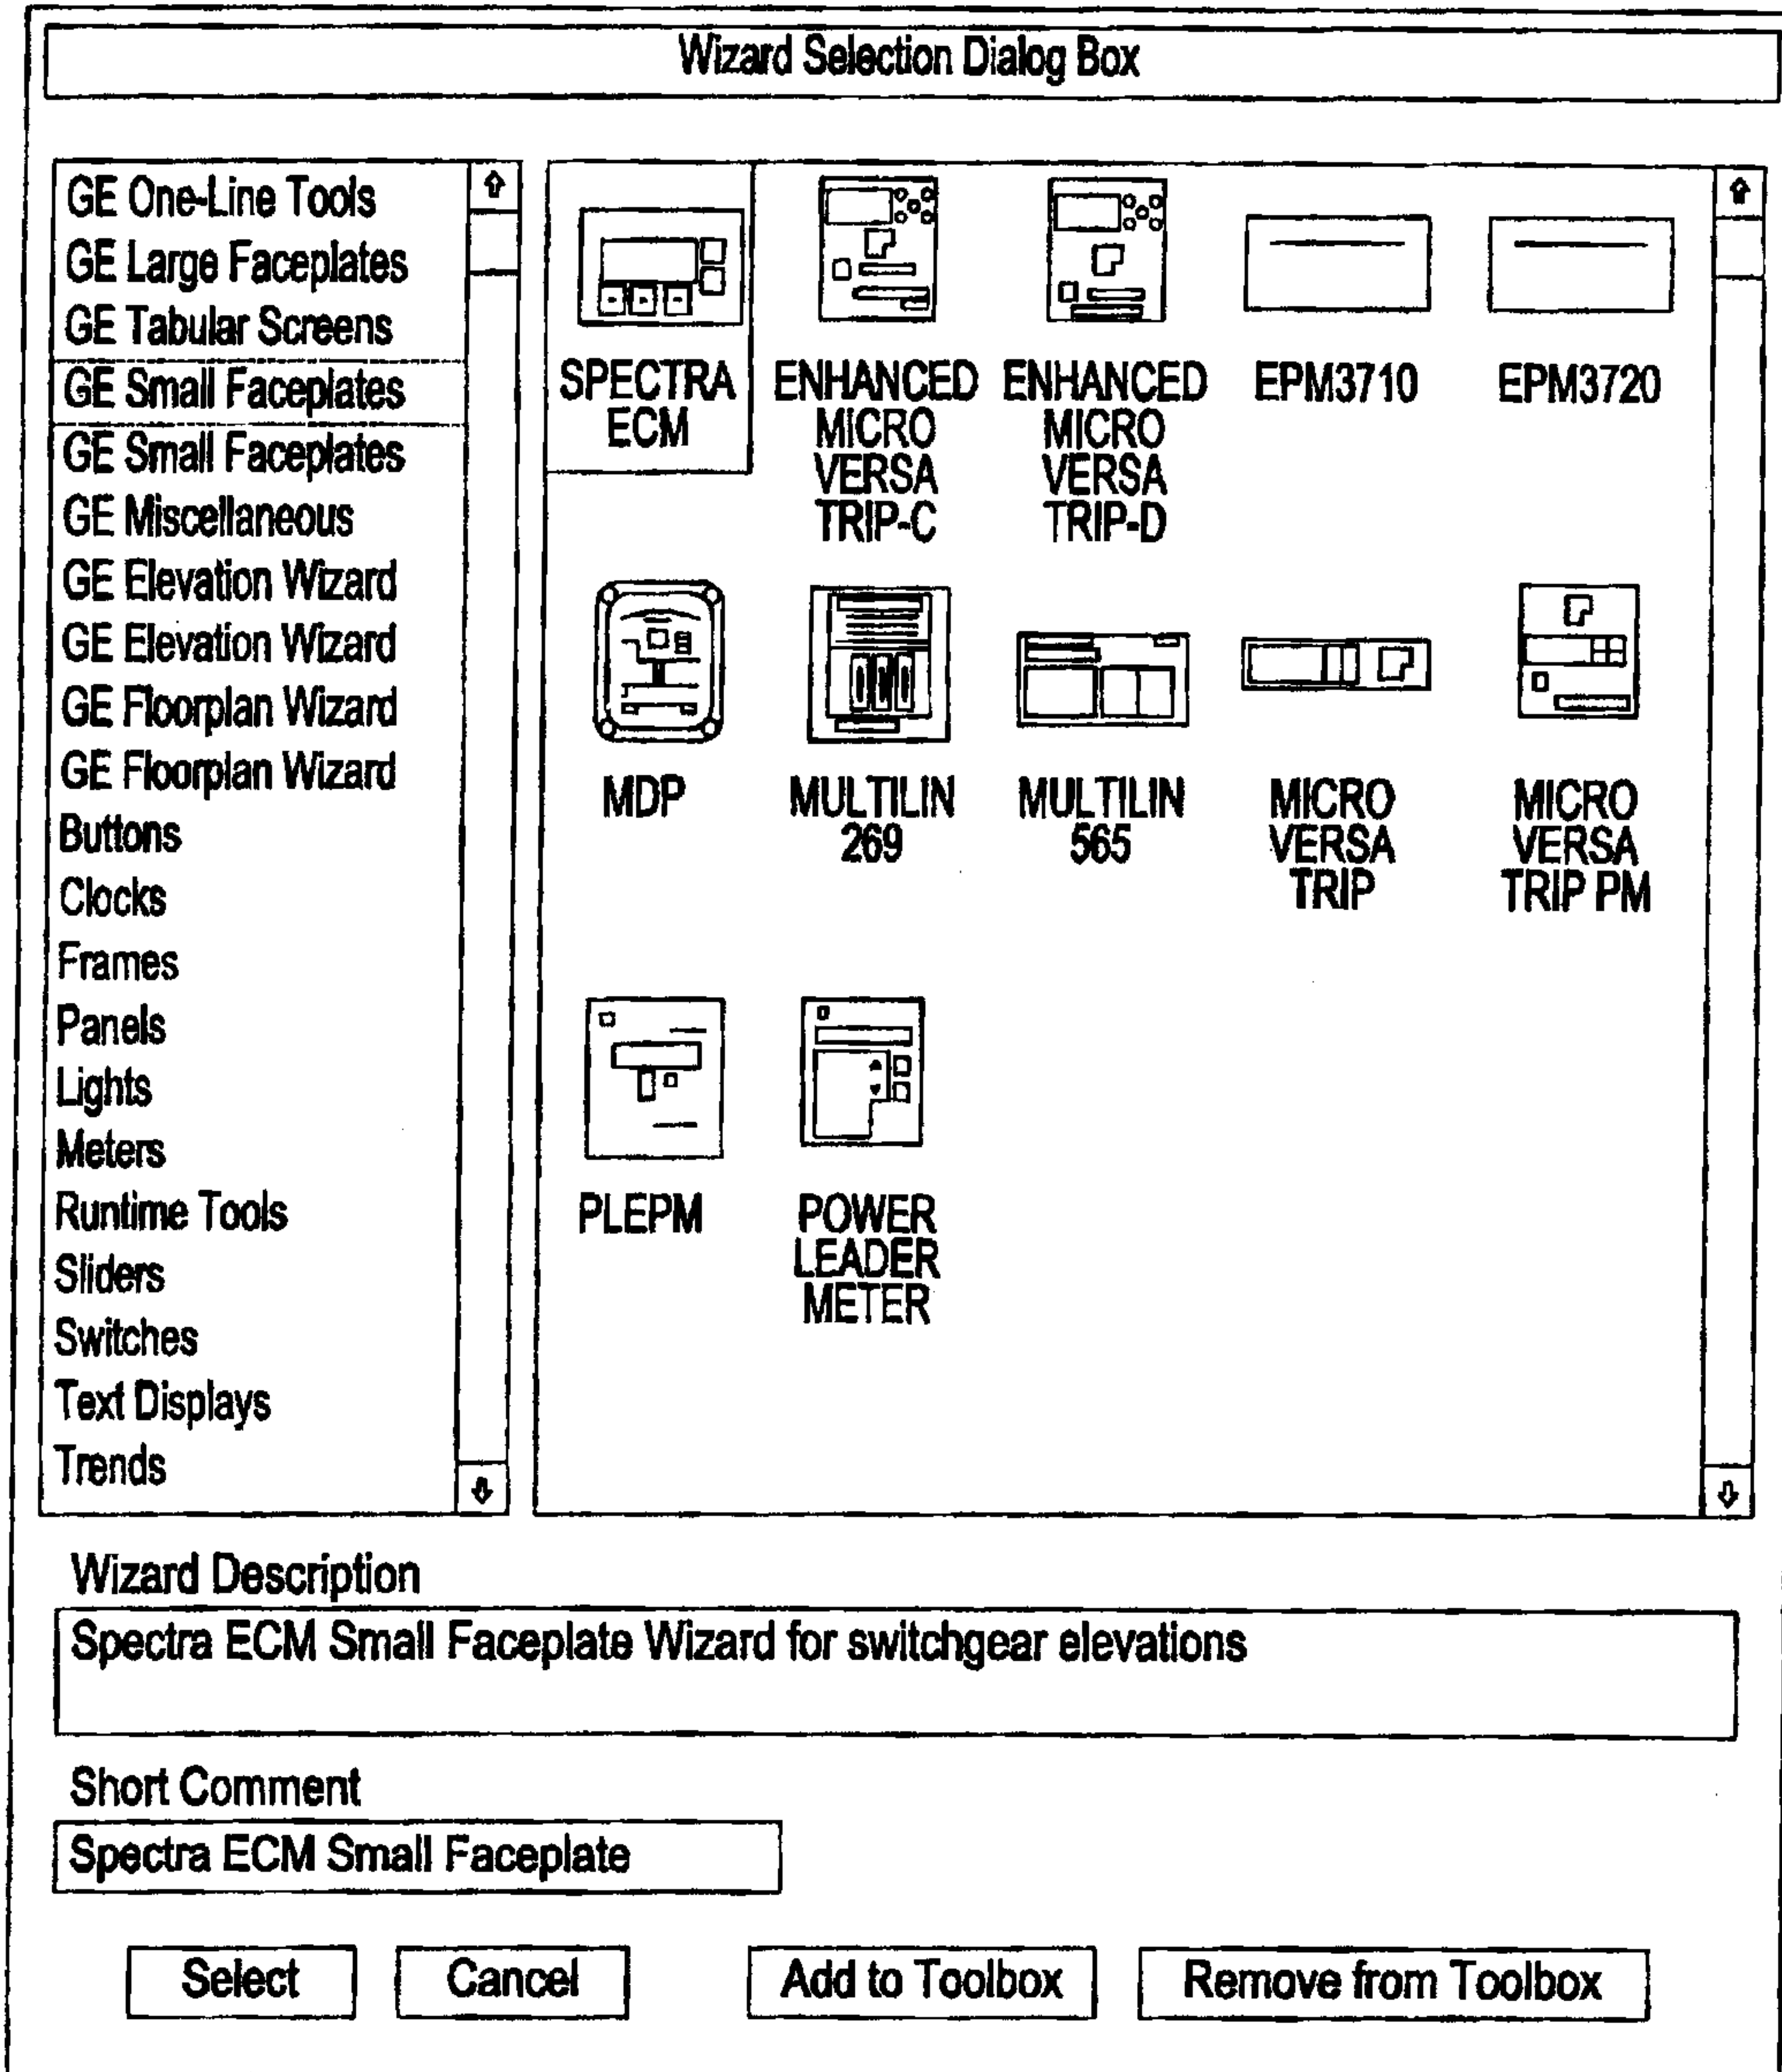 Wizard Selection Dialog Box
GE One-Line Tools
GE Large Faceplates
GE Tabular Screens
GE Small Faceplates
GE Small Faceplates
GE Miscellaneous
GE Elevation Wizard
GE Elevation Wizard
GE Floorplan Wizard
GE Floorplan Wizard
Buttons
Clocks
Frames
Panels
Lights
Meters
Runtime Tools
Sliders
Switches
Text Displays
Trends
SPECTRA
ECM
ENHANCED
MICRO
VERSA
TRIP-C
ENHANCED
MICRO
VERSA
TRIP-D
EPM3710
EPM3720
MDP
MULTILIN
269
MULTILIN
565
MICRO
VERSA
TRIP
MICRO
VERSA
TRIP PM
PLEPM
POWER
LEADER
METER
Wizard Description
Spectra ECM Small Faceplate Wizard for switchgear elevations
Short Comment
Spectra ECM Small Faceplate
Select
Cancel
Add to Toolbox
Remove from Toolbox